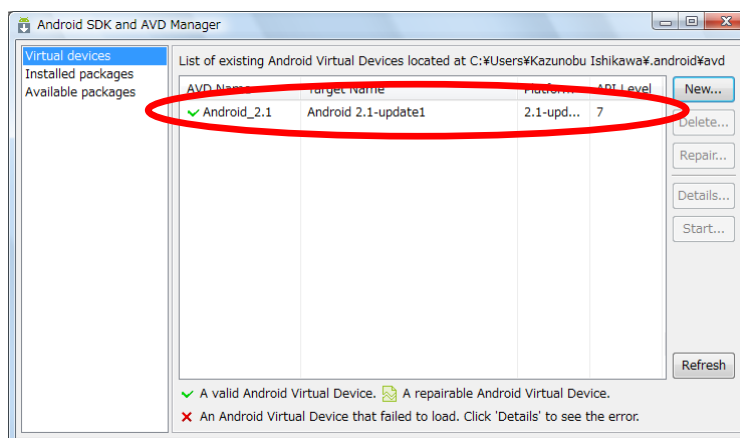 Android SDK and AVD Manager
Virtual devices
Installed packages
Available packages
List of existing Android Virtual Devices located at C:¥Users¥Kazunobu Ishikawa¥.android¥avd
AVD Name Target Name Platfor... API Level
Android_2.1 Android 2.1-update1 2.1-upd... 7
New...
Delete...
Repair...
Details...
Start...
Refresh
A valid Android Virtual Device. A repairable Android Virtual Device.
An Android Virtual Device that failed to load. Click 'Details' to see the error.